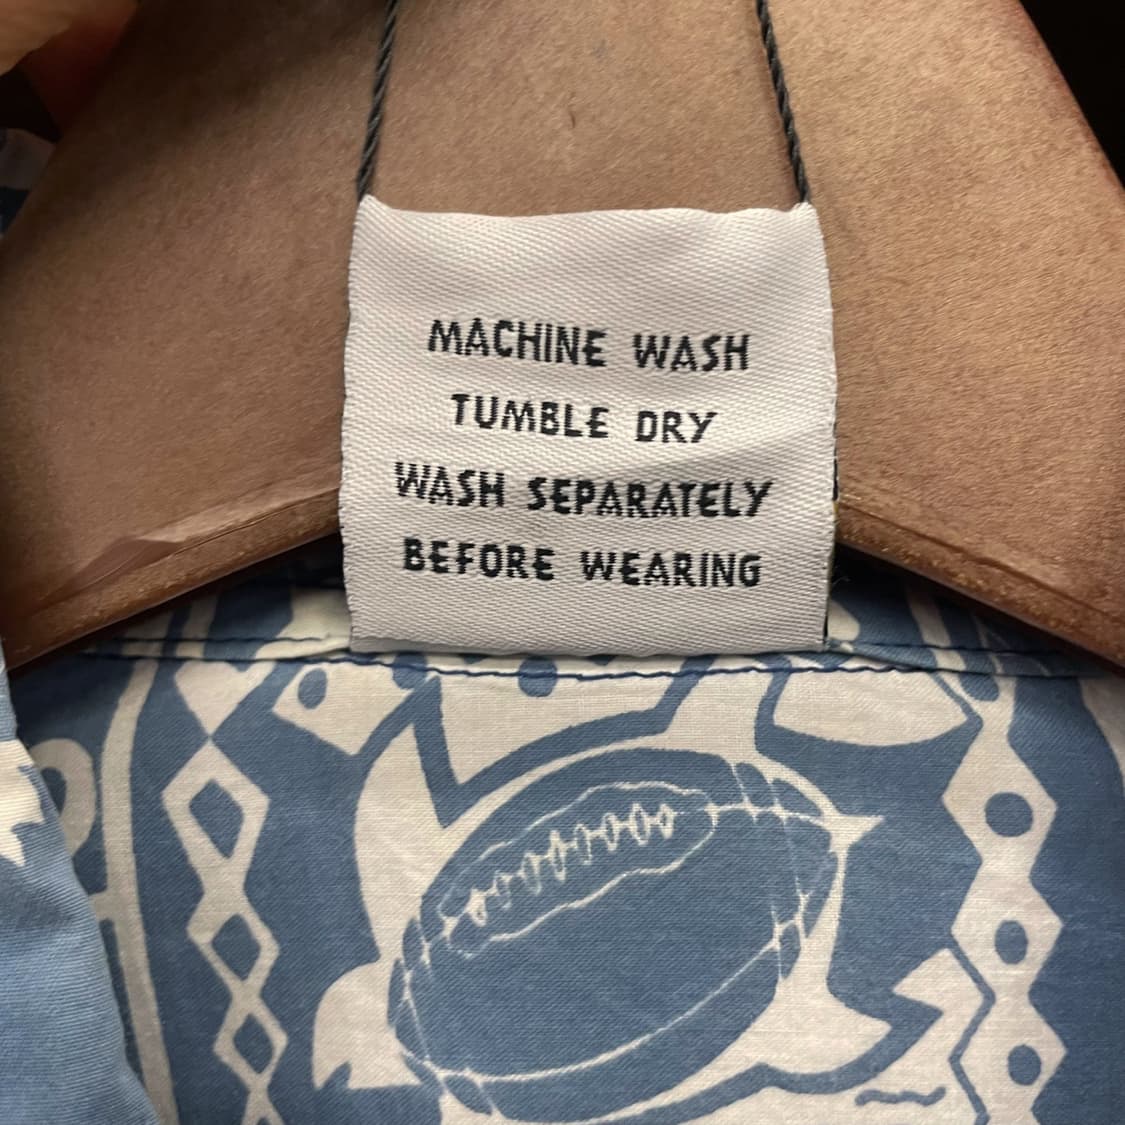 MACHINE WASH
TUMBLE DRY
WASH SEPARATELY
BEFORE WEARING